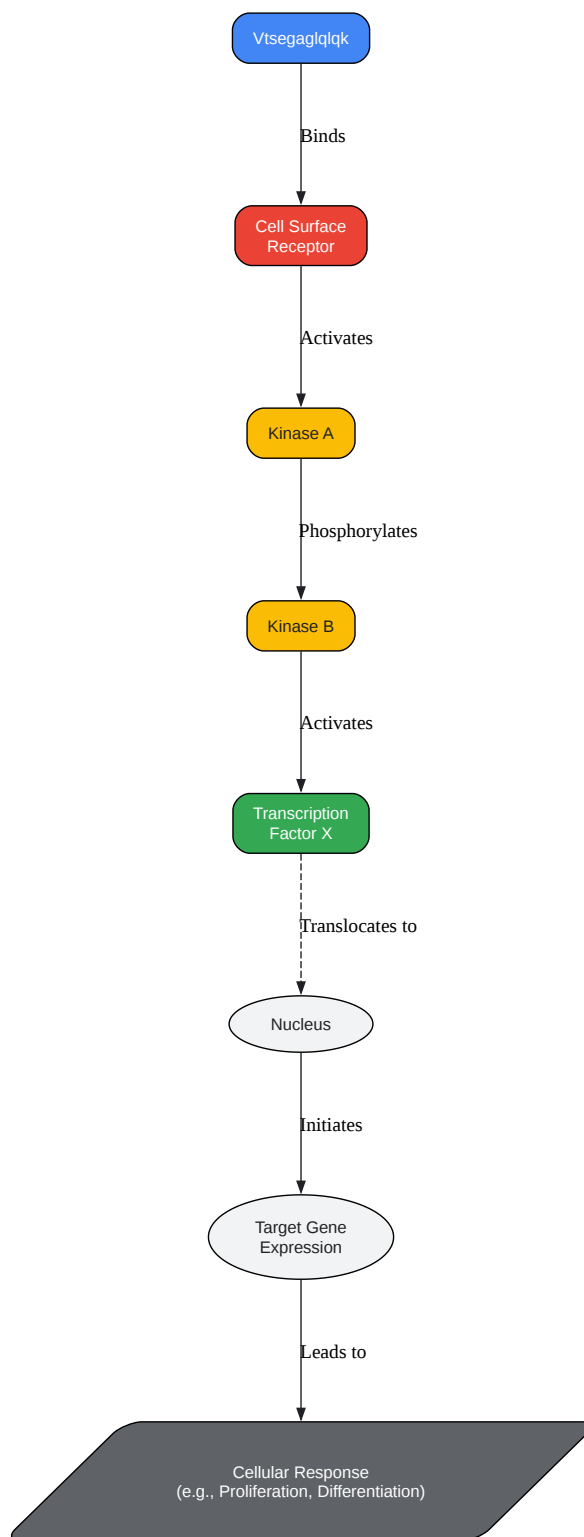 Vtsegaglqlqk
Binds
Cell Surface
Receptor
Activates
Kinase A
Phosphorylates
Kinase B
Activates
Transcription
Factor X
Translocates to
Nucleus
Initiates
Target Gene
Expression
Leads to
Cellular Response
(e.g., Proliferation, Differentiation)